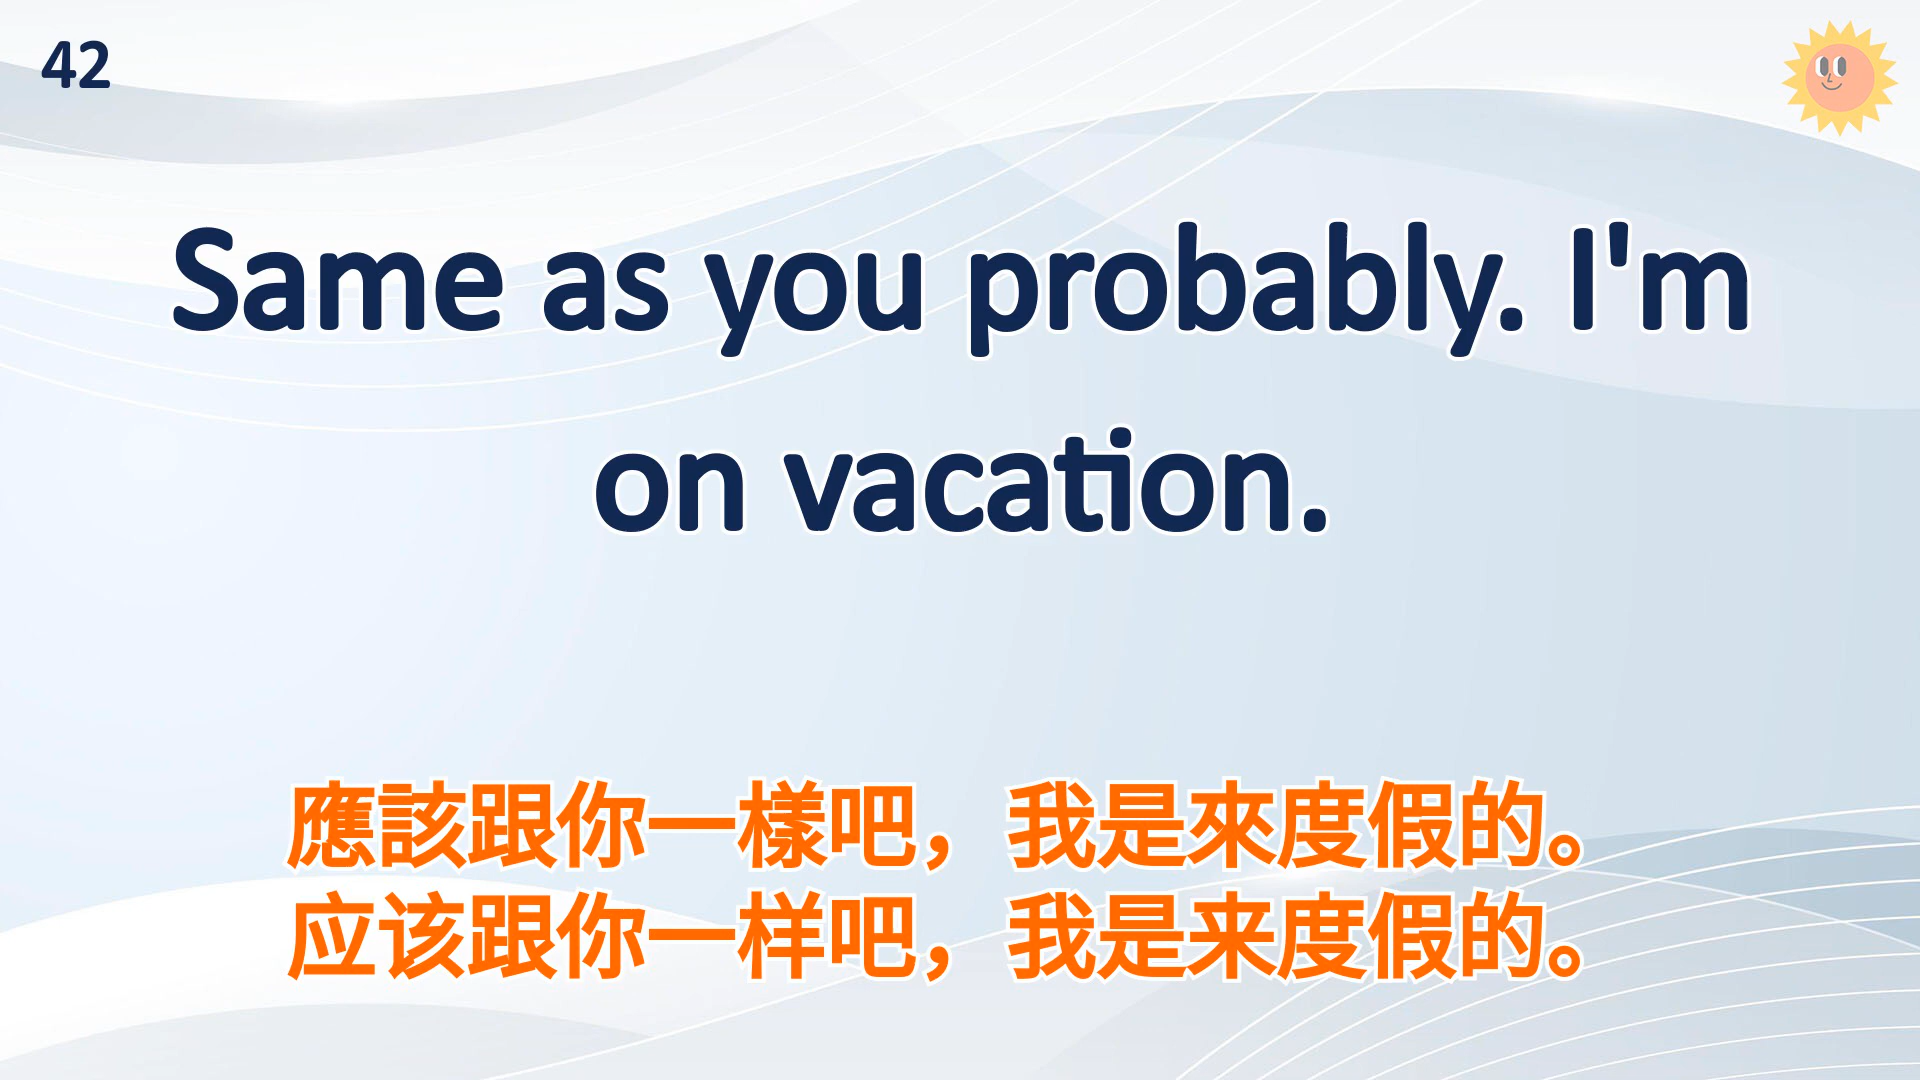 42
Same as you probably. I'm
on vacation.
應該跟你一樣吧，我是來度假的。
应该跟你一样吧，我是来度假的。